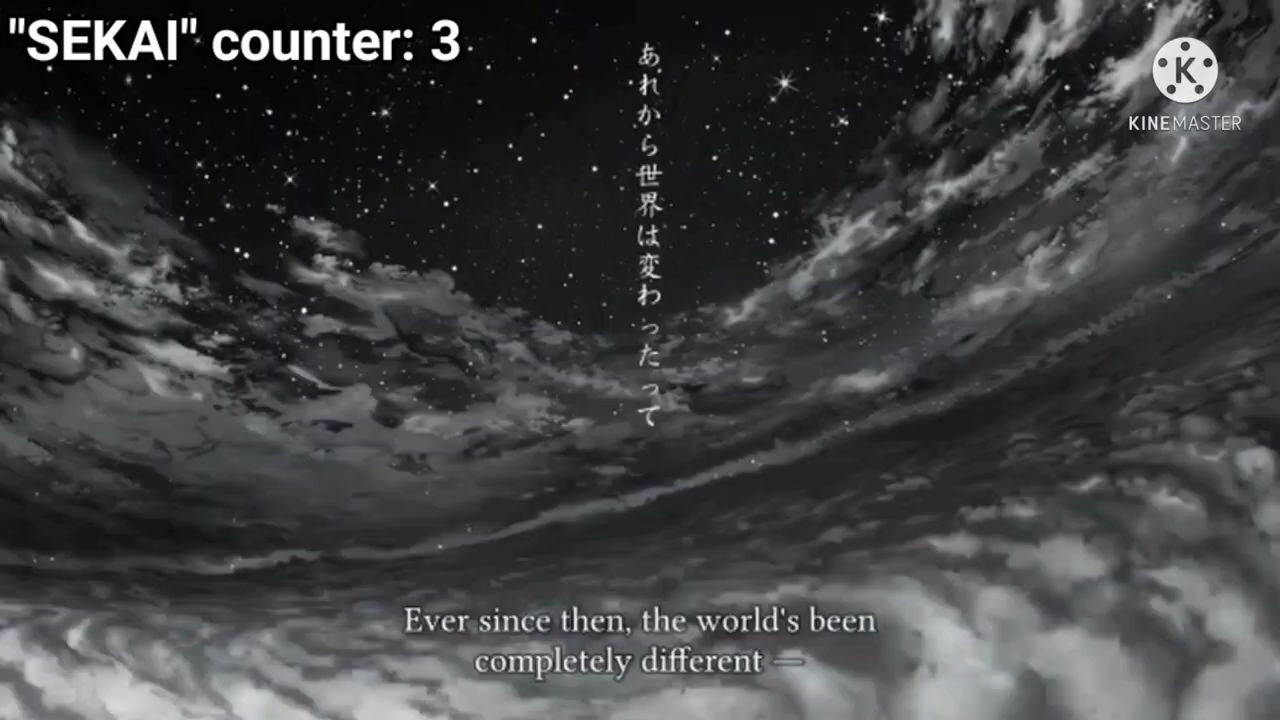 "SEKAI" counter: 3
K
KINEMASTER
あれから世界は変わったって
Ever since then, the world's been
completely different —